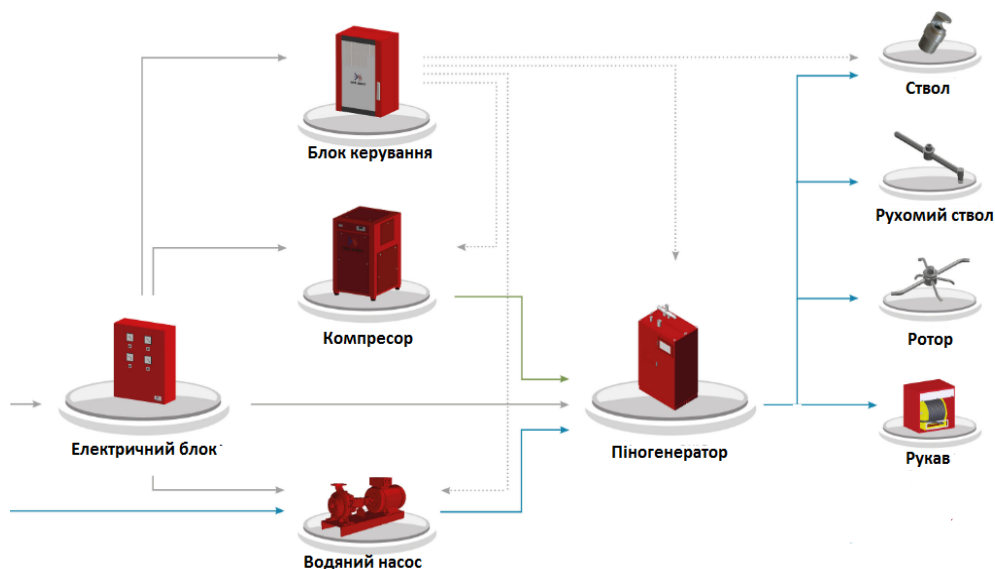 Ствол
Блок керування
Рухомий ствол
Компресор
Ротор
Електричний блок
Піногенератор
Рукав
Водяний насос